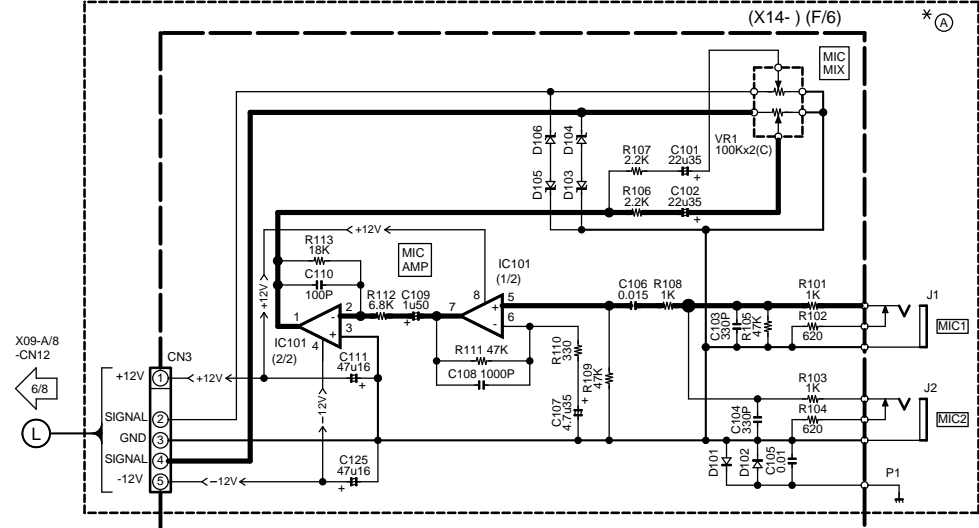 (X14- ) (F/6)
* A
MIC
MIX
VR1
100Kx2(C)
D106
D104
D105
D103
R107
2.2K
C101
22u35
+
R106
2.2K
C102
22u35
+
+12V
R113
18K
MIC
AMP
C110
100P
IC101
(1/2)
+12V
1
2
3
4
-
+
R112
6.8K
C109
1u50
+
7
8
5
6
+
-
C106
0.015
R108
1K
R101
1K
J1
C103
330P
R105
47K
R102
620
MIC1
IC101
(2/2)
R111 47K
C108 1000P
R110
330
R109
47K
X09-A/8
-CN12
CN3
C111
47u16
+
6/8
+12V
1
+12V
-12V
C107
4.7u35
+
R103
1K
J2
C104
330P
R104
620
MIC2
SIGNAL
2
L
GND
3
SIGNAL
4
-12V
5
-12V
C125
47u16
+
D101
D102
C105
0.01
P1